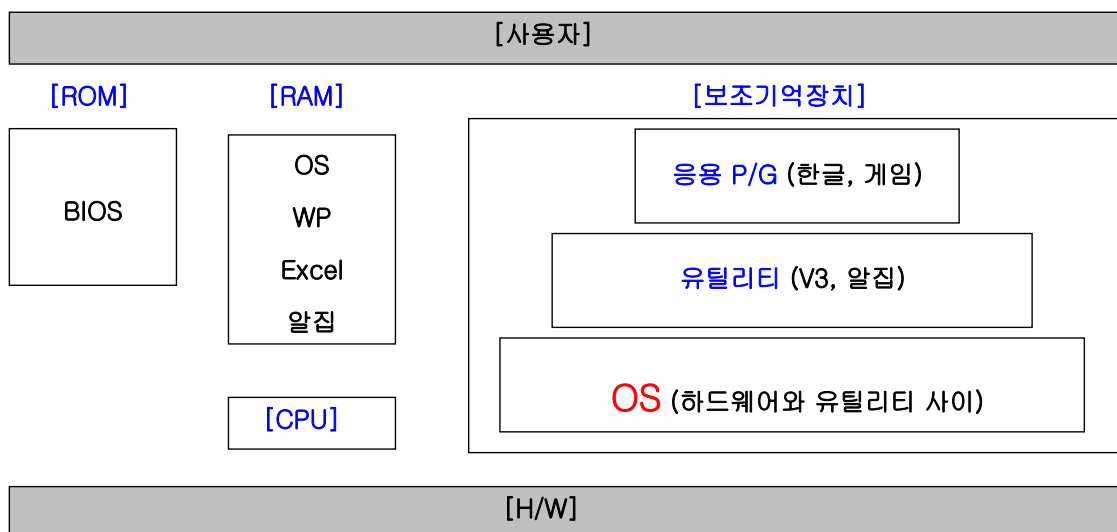 [사용자]
[ROM]
[RAM]
[보조기억장치]
BIOS
OS
WP
Excel
알집
[CPU]
응용 P/G (한글, 게임)
유틸리티 (V3, 알집)
OS (하드웨어와 유틸리티 사이)
[H/W]